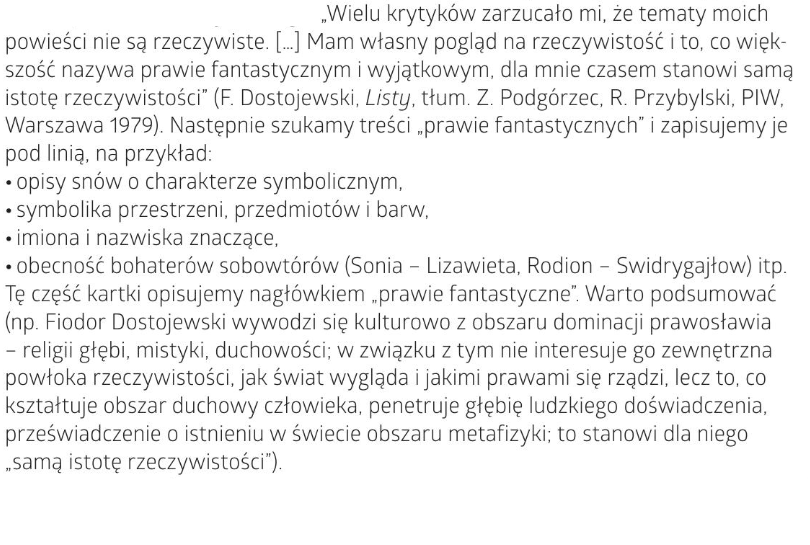 „Wielu krytyków zarzucało mi, że tematy moich
powieści nie są rzeczywiste. [...] Mam własny pogląd na rzeczywistość i to, co więk-
szość nazywa prawie fantastycznym i wyjątkowym, dla mnie czasem stanowi samą
istotę rzeczywistości” (F. Dostojewski, Listy, tłum. Z. Podgórzec, R. Przybylski, PIW,
Warszawa 1979). Następnie szukamy treści „prawie fantastycznych” i zapisujemy je
pod linią, na przykład:
• opisy snów o charakterze symbolicznym,
• symbolika przestrzeni, przedmiotów i barw,
• imiona i nazwiska znaczące,
• obecność bohaterów sobowtórów (Sonia – Lizawieta, Rodion – Swidrygajłow) itp.
Tę część kartki opisujemy nagłówkiem „prawie fantastyczne”. Warto podsumować
(np. Fiodor Dostojewski wywodzi się kulturowo z obszaru dominacji prawosławia
– religii głębi, mistyki, duchowości; w związku z tym nie interesuje go zewnętrzna
powłoka rzeczywistości, jak świat wygląda i jakimi prawami się rządzi, lecz to, co
kształtuje obszar duchowy człowieka, penetruje głębię ludzkiego doświadczenia,
przeświadczenie o istnieniu w świecie obszaru metafizyki; to stanowi dla niego
„samą istotę rzeczywistości”).